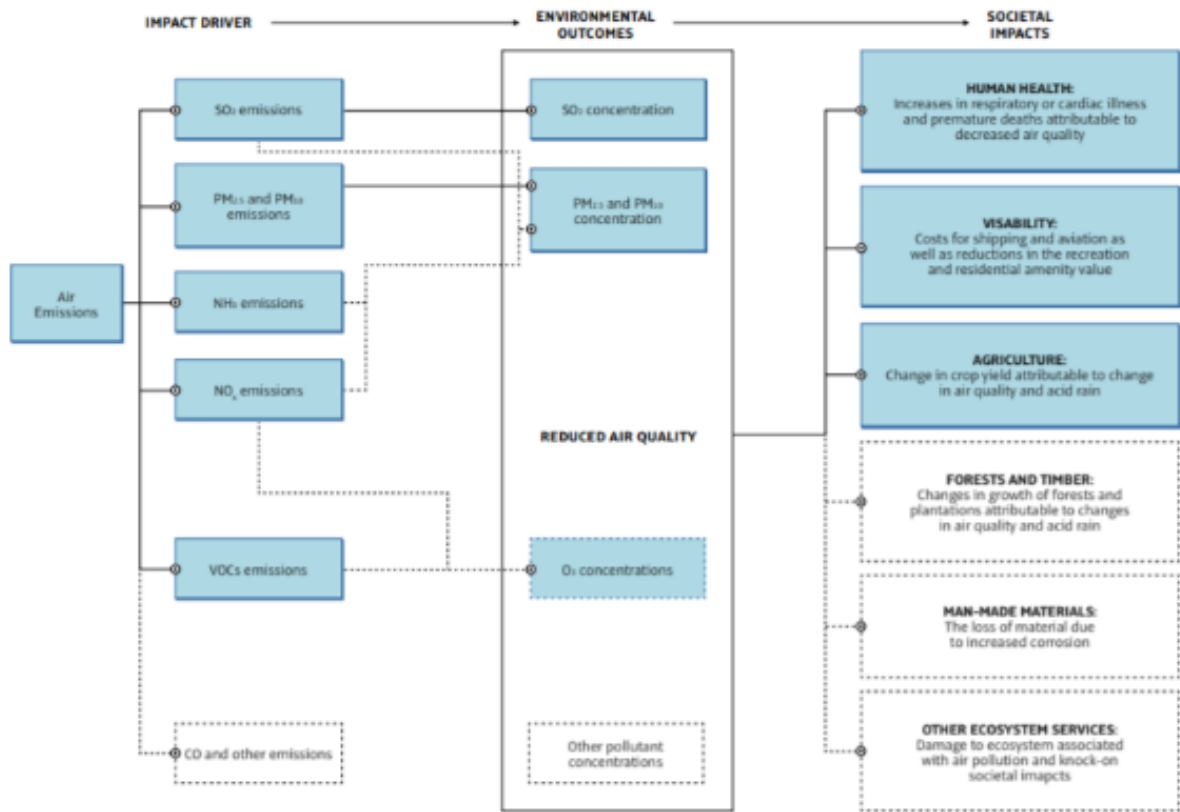 IMPACT DRIVER
ENVIRONMENTAL
OUTCOMES
SOCIETAL
IMPACTS
Air
Emissions
SO₂ emissions
PM₂.₅ and PM₁₀
emissions
NH₃ emissions
NOₓ emissions
VOCs emissions
CO and other emissions
SO₂ concentration
PM₂.₅ and PM₁₀
concentration
REDUCED AIR QUALITY
O₃ concentrations
Other pollutant
concentrations
HUMAN HEALTH:
Increases in respiratory or cardiac illness
and premature deaths attributable to
decreased air quality
VISABILITY:
Costs for shipping and aviation as
well as reductions in the recreation
and residential amenity value
AGRICULTURE:
Change in crop yield attributable to change
in air quality and acid rain
FORESTS AND TIMBER:
Changes in growth of forests and
plantations attributable to changes
in air quality and acid rain
MAN-MADE MATERIALS:
The loss of material due
to increased corrosion
OTHER ECOSYSTEM SERVICES:
Damage to ecosystem associated
with air pollution and knock-on
societal imapcts